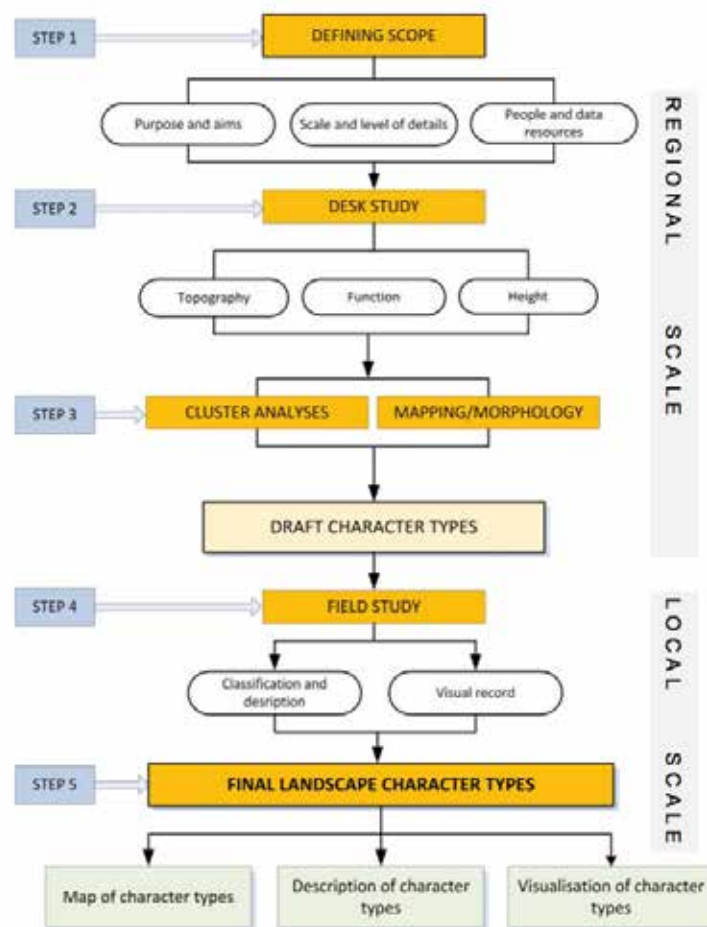 STEP 1
DEFINING SCOPE
Purpose and aims
Scale and level of details
People and data
resources
STEP 2
DESK STUDY
Topography
Function
Height
STEP 3
CLUSTER ANALYSES
MAPPING/MORPHOLOGY
DRAFT CHARACTER TYPES
REGIONAL SCALE
STEP 4
FIELD STUDY
Classification and
desription
Visual record
STEP 5
FINAL LANDSCAPE CHARACTER TYPES
LOCAL SCALE
Map of character types
Description of character
types
Visualisation of character
types